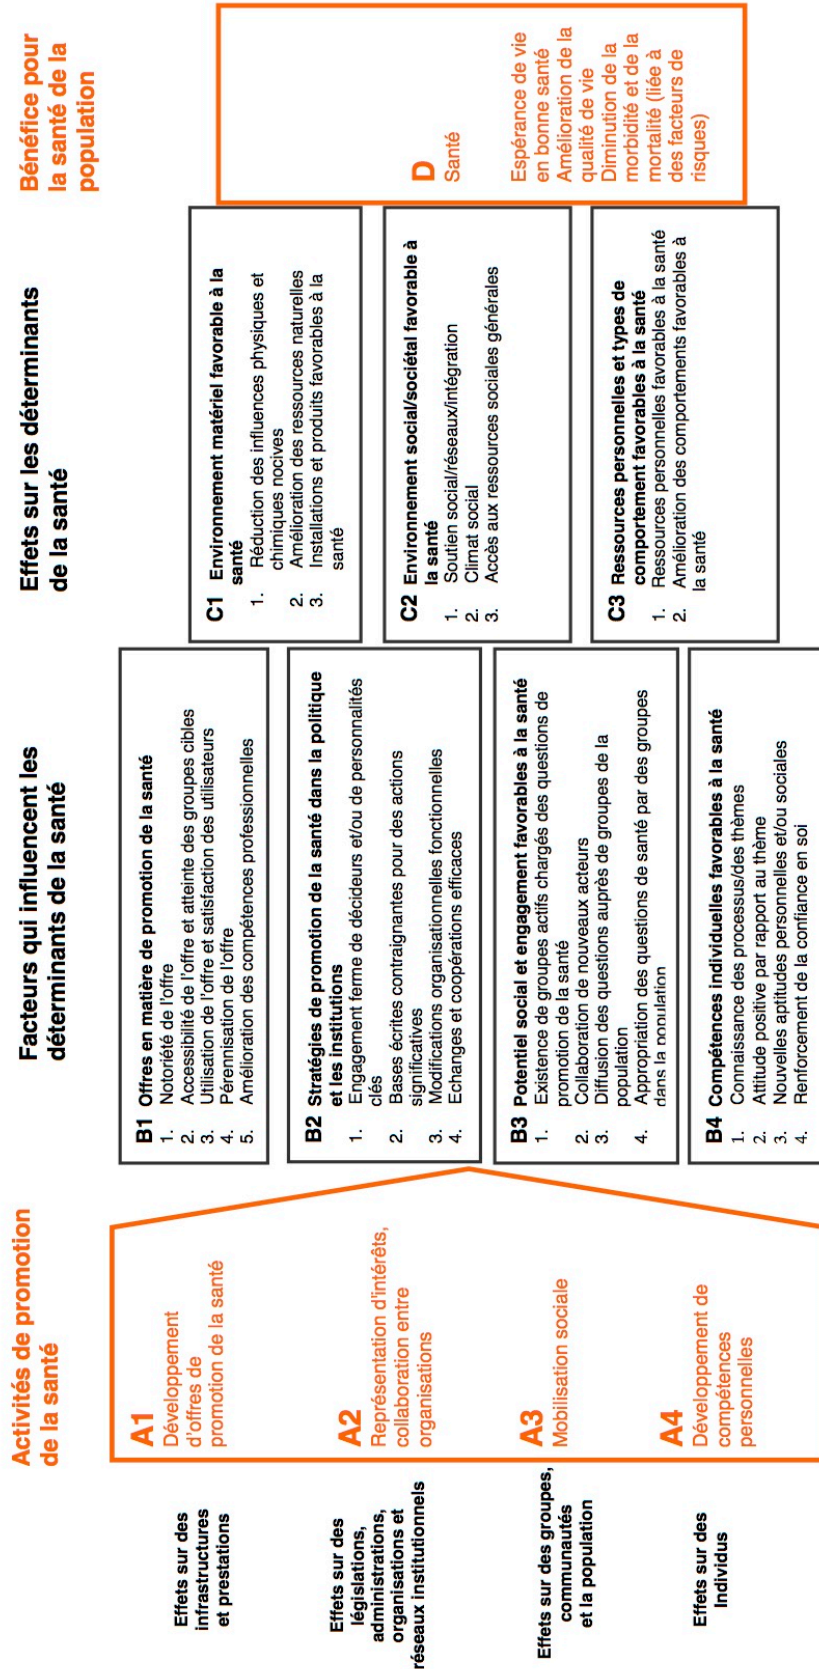 Activités de promotion
de la santé
Facteurs qui influencent les
déterminants de la santé
Effets sur les déterminants
de la santé
Bénéfice pour
la santé de la
population
Effets sur des
infrastructures
et prestations
Effets sur des
législations,
administrations,
organisations et
réseaux institutionnels
Effets sur des groupes,
communautés
et la population
Effets sur des
Individus
A1
Développement
d'offres de
promotion de la santé
A2
Représentation d'intérêts,
collaboration entre
organisations
A3
Mobilisation sociale
A4
Développement de
compétences
personnelles
B1 Offres en matière de promotion de la santé
1. Notoriété de l'offre
2. Accessibilité de l'offre et atteinte des groupes cibles
3. Utilisation de l'offre et satisfaction des utilisateurs
4. Pérennisation de l'offre
5. Amélioration des compétences professionnelles
B2 Stratégies de promotion de la santé dans la politique
et les institutions
1. Engagement ferme de décideurs et/ou de personnalités
clés
2. Bases écrites contraignantes pour des actions
significatives
3. Modifications organisationnelles fonctionnelles
4. Echanges et coopérations efficaces
B3 Potentiel social et engagement favorables à la santé
1. Existence de groupes actifs chargés des questions de
promotion de la santé
2. Collaboration de nouveaux acteurs
3. Diffusion des questions auprès de groupes de la
population
4. Appropriation des questions de santé par des groupes
dans la population
B4 Compétences individuelles favorables à la santé
1. Connaissance des processus/des thèmes
2. Attitude positive par rapport au thème
3. Nouvelles aptitudes personnelles et/ou sociales
4. Renforcement de la confiance en soi
C1 Environnement matériel favorable à la
santé
1. Réduction des influences physiques et
chimiques nocives
2. Amélioration des ressources naturelles
3. Installations et produits favorables à la
santé
C2 Environnement social/sociétal favorable à
la santé
1. Soutien social/réseaux/intégration
2. Climat social
3. Accès aux ressources sociales générales
C3 Ressources personnelles et types de
comportement favorables à la santé
1. Ressources personnelles favorables à la santé
2. Amélioration des comportements favorables à
la santé
D
Santé
Espérance de vie
en bonne santé
Amélioration de la
qualité de vie
Diminution de la
morbidité et de la
mortalité (liée à
des facteurs de
risques)